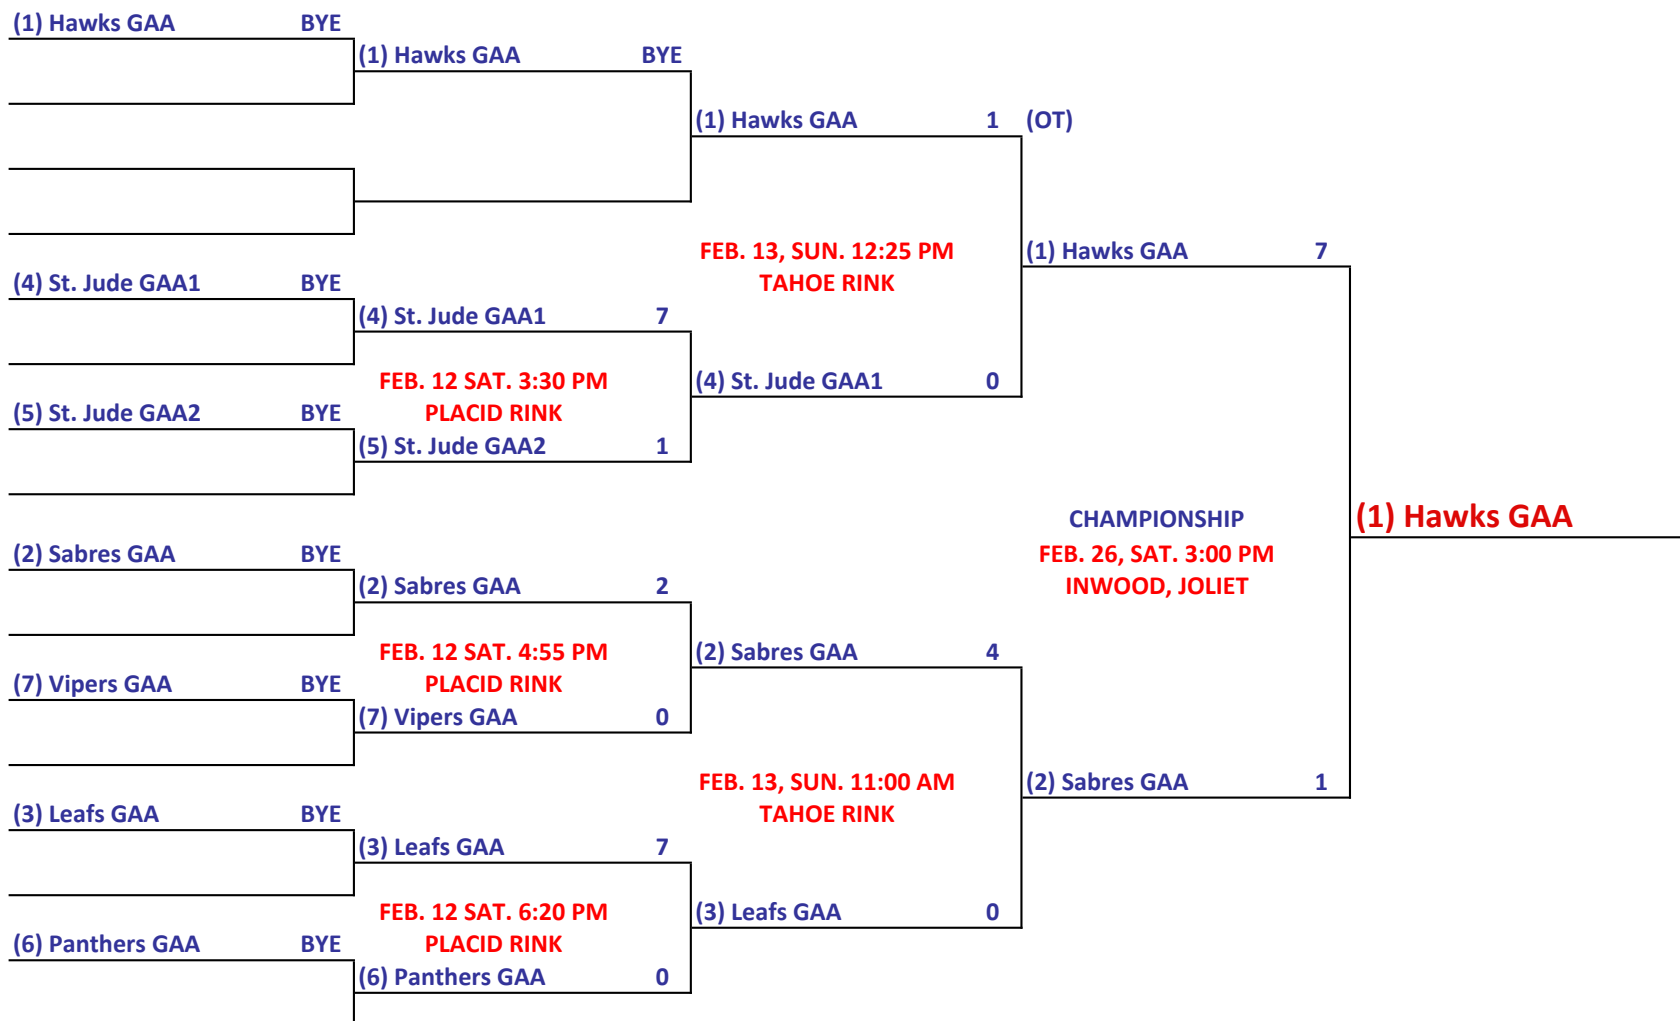 (1) Hawks GAA BYE
(1) Hawks GAA BYE
(1) Hawks GAA 1 (OT)
FEB. 13, SUN. 12:25 PM
TAHOE RINK
(1) Hawks GAA 7
(4) St. Jude GAA1 BYE
(4) St. Jude GAA1 7
FEB. 12 SAT. 3:30 PM
PLACID RINK
(4) St. Jude GAA1 0
(5) St. Jude GAA2 BYE
(5) St. Jude GAA2 1
CHAMPIONSHIP
FEB. 26, SAT. 3:00 PM
INWOOD, JOLIET
(1) Hawks GAA
(2) Sabres GAA BYE
(2) Sabres GAA 2
FEB. 12 SAT. 4:55 PM
PLACID RINK
(2) Sabres GAA 4
(7) Vipers GAA BYE
(7) Vipers GAA 0
FEB. 13, SUN. 11:00 AM
TAHOE RINK
(2) Sabres GAA 1
(3) Leafs GAA BYE
(3) Leafs GAA 7
FEB. 12 SAT. 6:20 PM
PLACID RINK
(3) Leafs GAA 0
(6) Panthers GAA BYE
(6) Panthers GAA 0